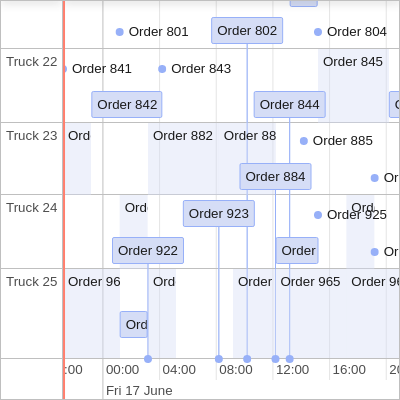 Order 801
Order 802
Order 804
Truck 22
Order 845
Order 841
Order 843
Order 842
Order 844
Truck 23
Ord
Order 882
Order 88
Order 885
Order 884
Or
Truck 24
Ord
Order 923
Ord
Order 925
Order 922
Order
Or
Truck 25
Order 96
Ord
Order
Order 965
Order 96
Ord
:00
00:00
04:00
08:00
12:00
16:00
20
Fri 17 June